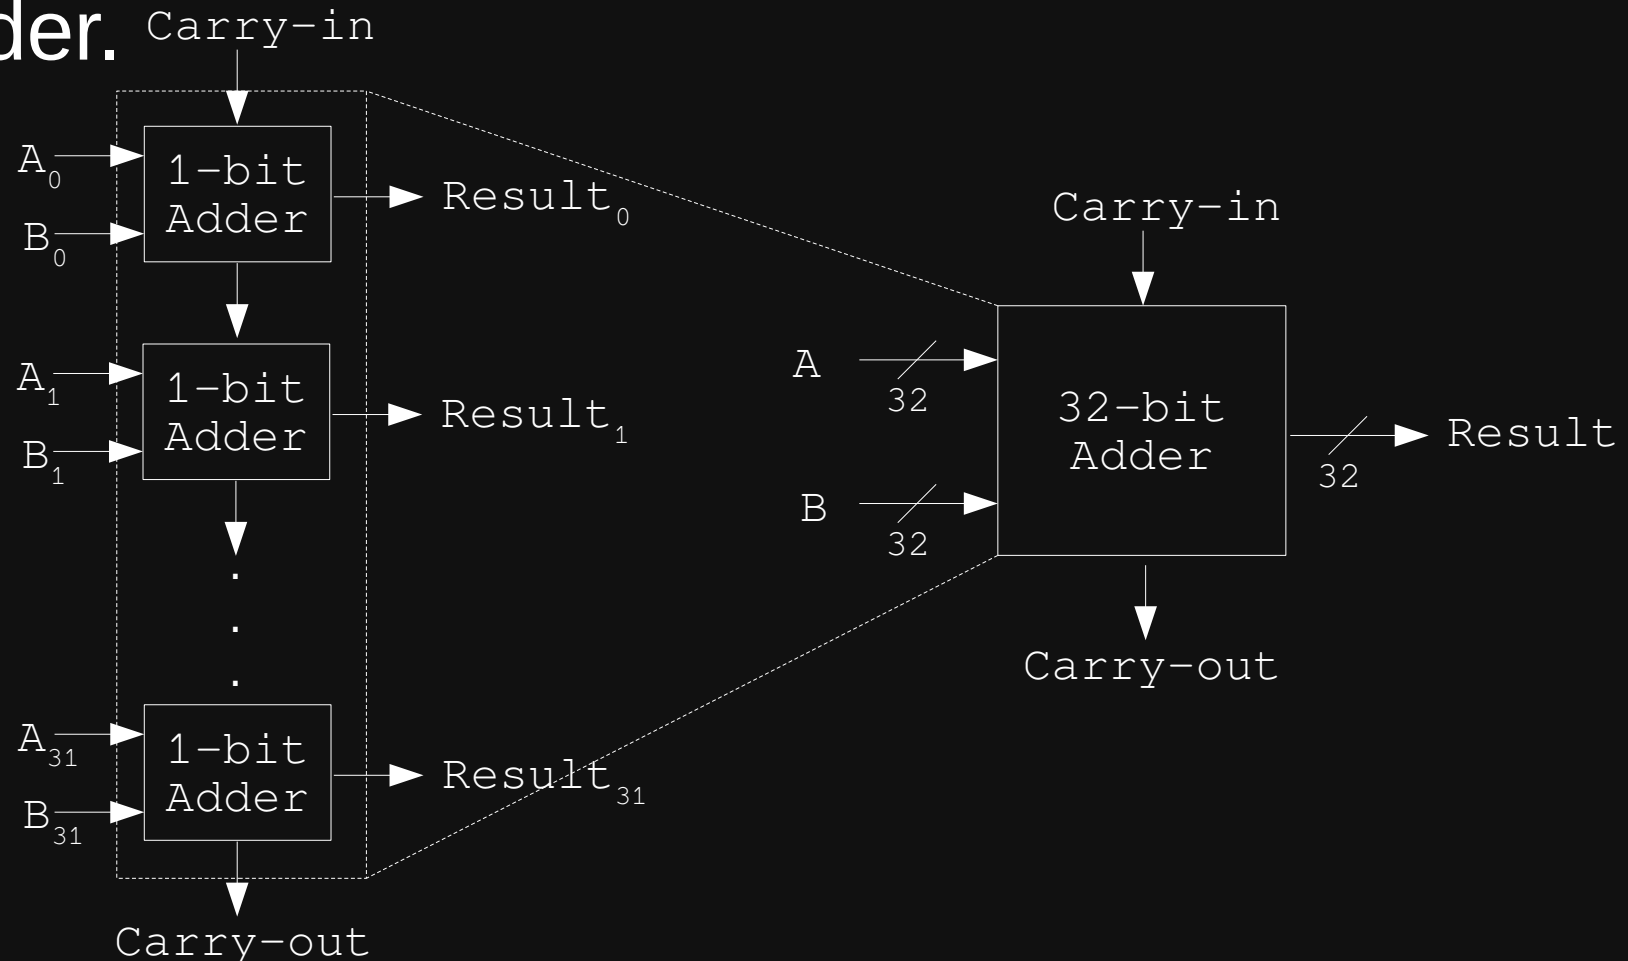 der.
Carry-in
A0
B0
1-bit
Adder
Result0
A1
B1
1-bit
Adder
Result1
.
.
.
A31
B31
1-bit
Adder
Result31
Carry-out
Carry-in
A
32
B
32
32-bit
Adder
32
Result
Carry-out